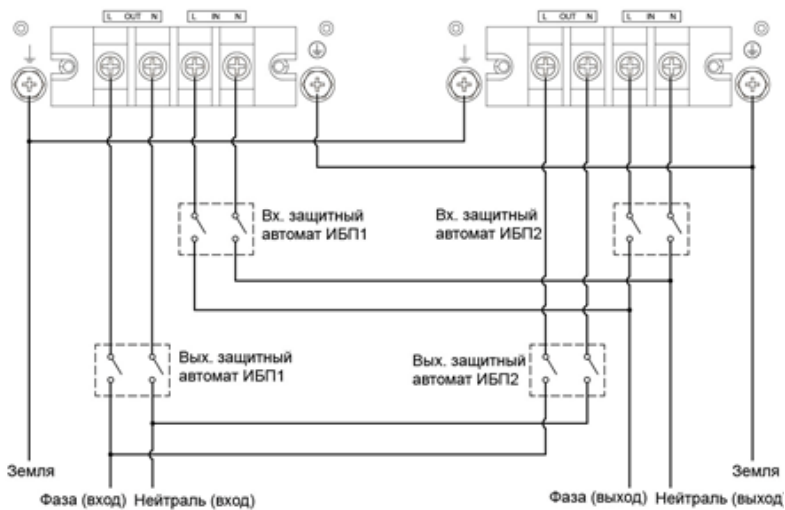 L OUT N L IN N L OUT N L IN N
Вх. защитный
автомат ИБП1
Вх. защитный
автомат ИБП2
Вых. защитный
автомат ИБП1
Вых. защитный
автомат ИБП2
Земля
Земля
Фаза (вход) Нейтраль (вход)
Фаза (выход) Нейтраль (выход)